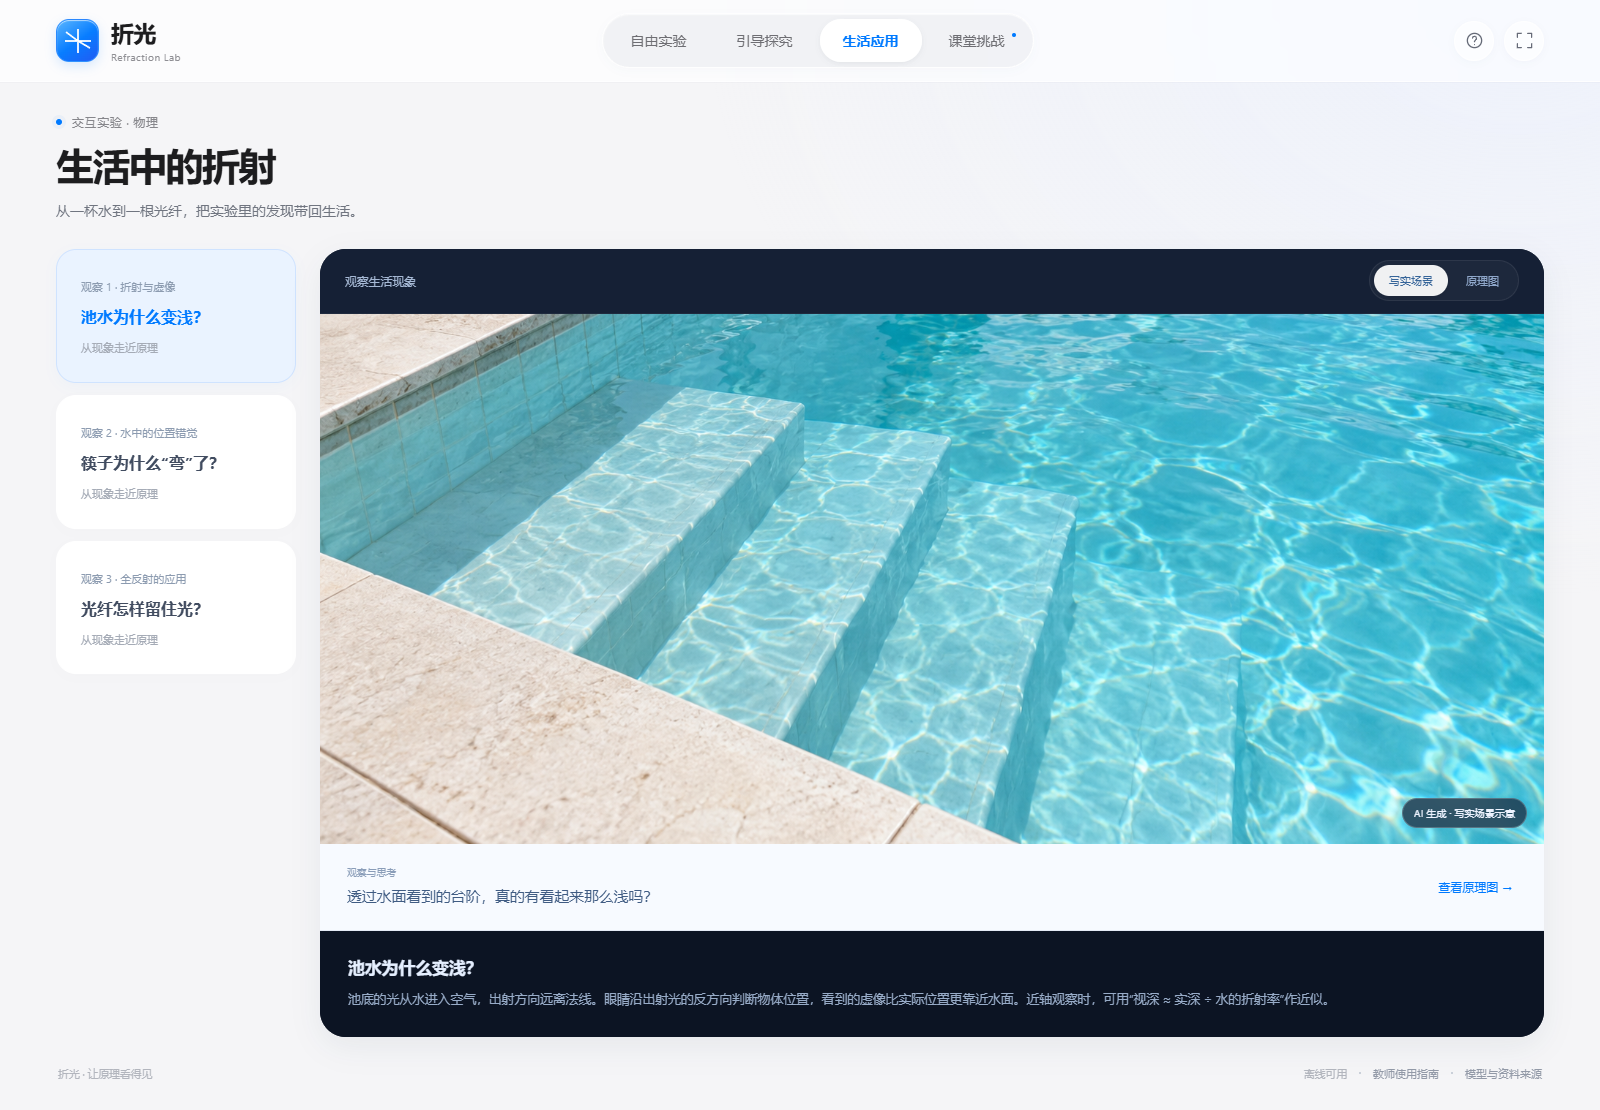 折光
Refraction Lab
自由实验
引导探究
生活应用
课堂挑战
交互实验 · 物理
生活中的折射
从一杯水到一根光纤，把实验里的发现带回生活。
观察 1 · 折射与虚像
池水为什么变浅？
从现象走近原理
观察 2 · 水中的位置错觉
筷子为什么“弯”了？
从现象走近原理
观察 3 · 全反射的应用
光纤怎样留住光？
从现象走近原理
观察生活现象
写实场景
原理图
AI 生成 · 写实场景示意
观察与思考
透过水面看到的台阶，真的有看起来那么浅吗？
查看原理图 →
池水为什么变浅？
池底的光从水进入空气，出射方向远离法线。眼睛沿出射光的反方向判断物体位置，看到的虚像比实际位置更靠近水面。近轴观察时，可用“视深 ≈ 实深 ÷ 水的折射率”作近似。
折光 · 让原理看得见
离线可用 · 教师使用指南 · 模型与资料来源